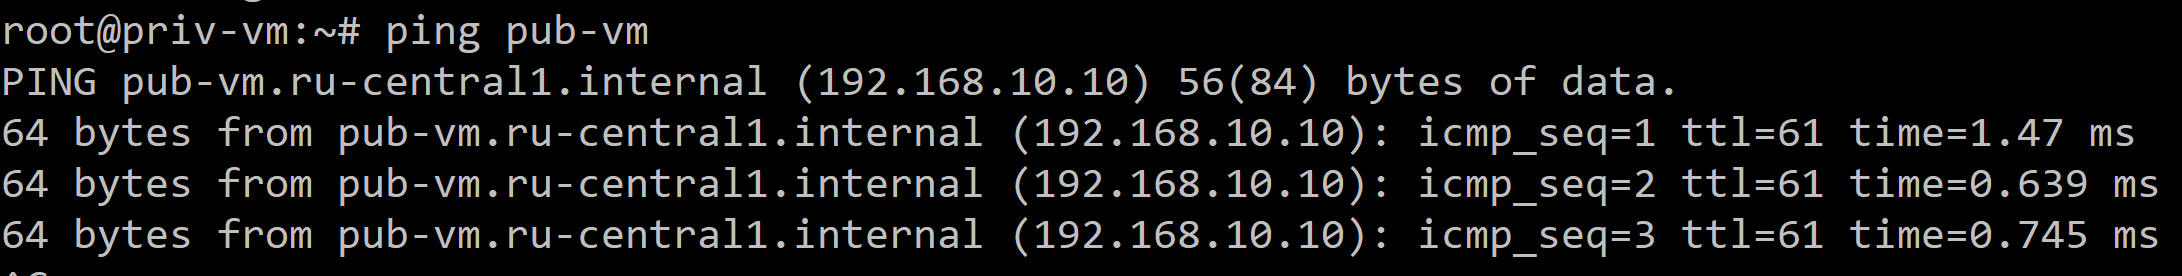 root@priv-vm:~# ping pub-vm
PING pub-vm.ru-central1.internal (192.168.10.10) 56(84) bytes of data.
64 bytes from pub-vm.ru-central1.internal (192.168.10.10): icmp_seq=1 ttl=61 time=1.47 ms
64 bytes from pub-vm.ru-central1.internal (192.168.10.10): icmp_seq=2 ttl=61 time=0.639 ms
64 bytes from pub-vm.ru-central1.internal (192.168.10.10): icmp_seq=3 ttl=61 time=0.745 ms